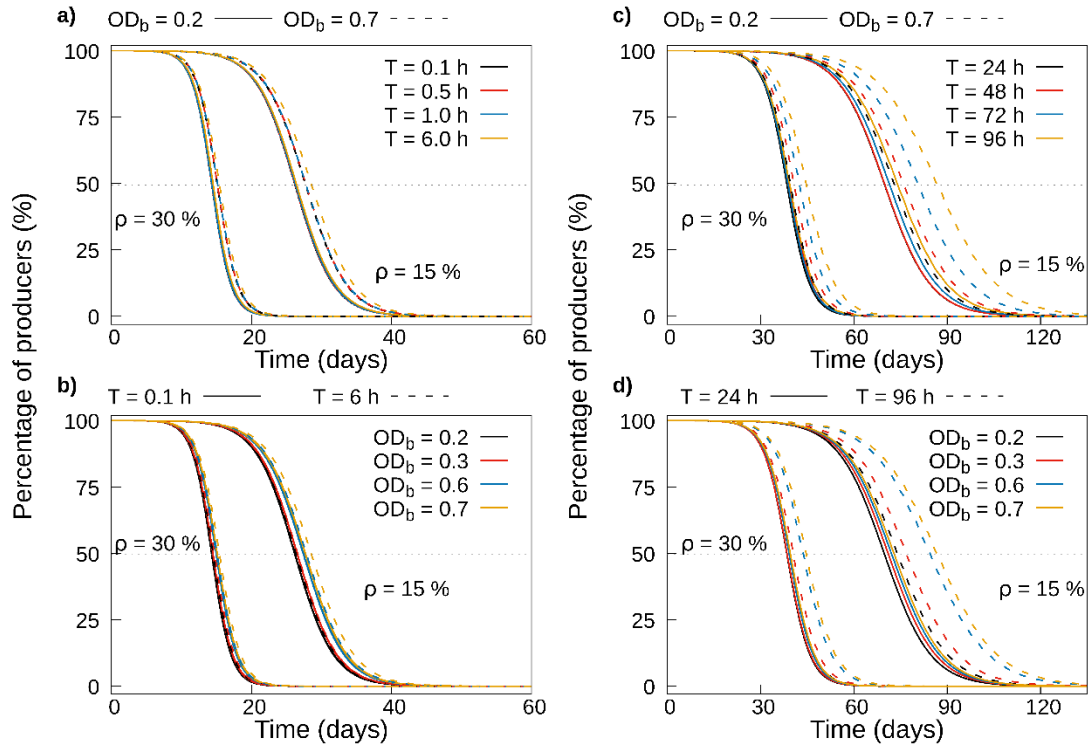 a)
OD_b = 0.2
OD_b = 0.7
T = 0.1 h
T = 0.5 h
T = 1.0 h
T = 6.0 h
100
75
50
25
0
ρ = 30 %
ρ = 15 %
0
20
40
60
Time (days)
Percentage of producers (%)
c)
OD_b = 0.2
OD_b = 0.7
T = 24 h
T = 48 h
T = 72 h
T = 96 h
100
75
50
25
0
ρ = 30 %
ρ = 15 %
0
30
60
90
120
Time (days)
Percentage of producers (%)
b)
T = 0.1 h
T = 6 h
OD_b = 0.2
OD_b = 0.3
OD_b = 0.6
OD_b = 0.7
100
75
50
25
0
ρ = 30 %
ρ = 15 %
0
20
40
60
Time (days)
d)
T = 24 h
T = 96 h
OD_b = 0.2
OD_b = 0.3
OD_b = 0.6
OD_b = 0.7
100
75
50
25
0
ρ = 30 %
ρ = 15 %
0
30
60
90
120
Time (days)